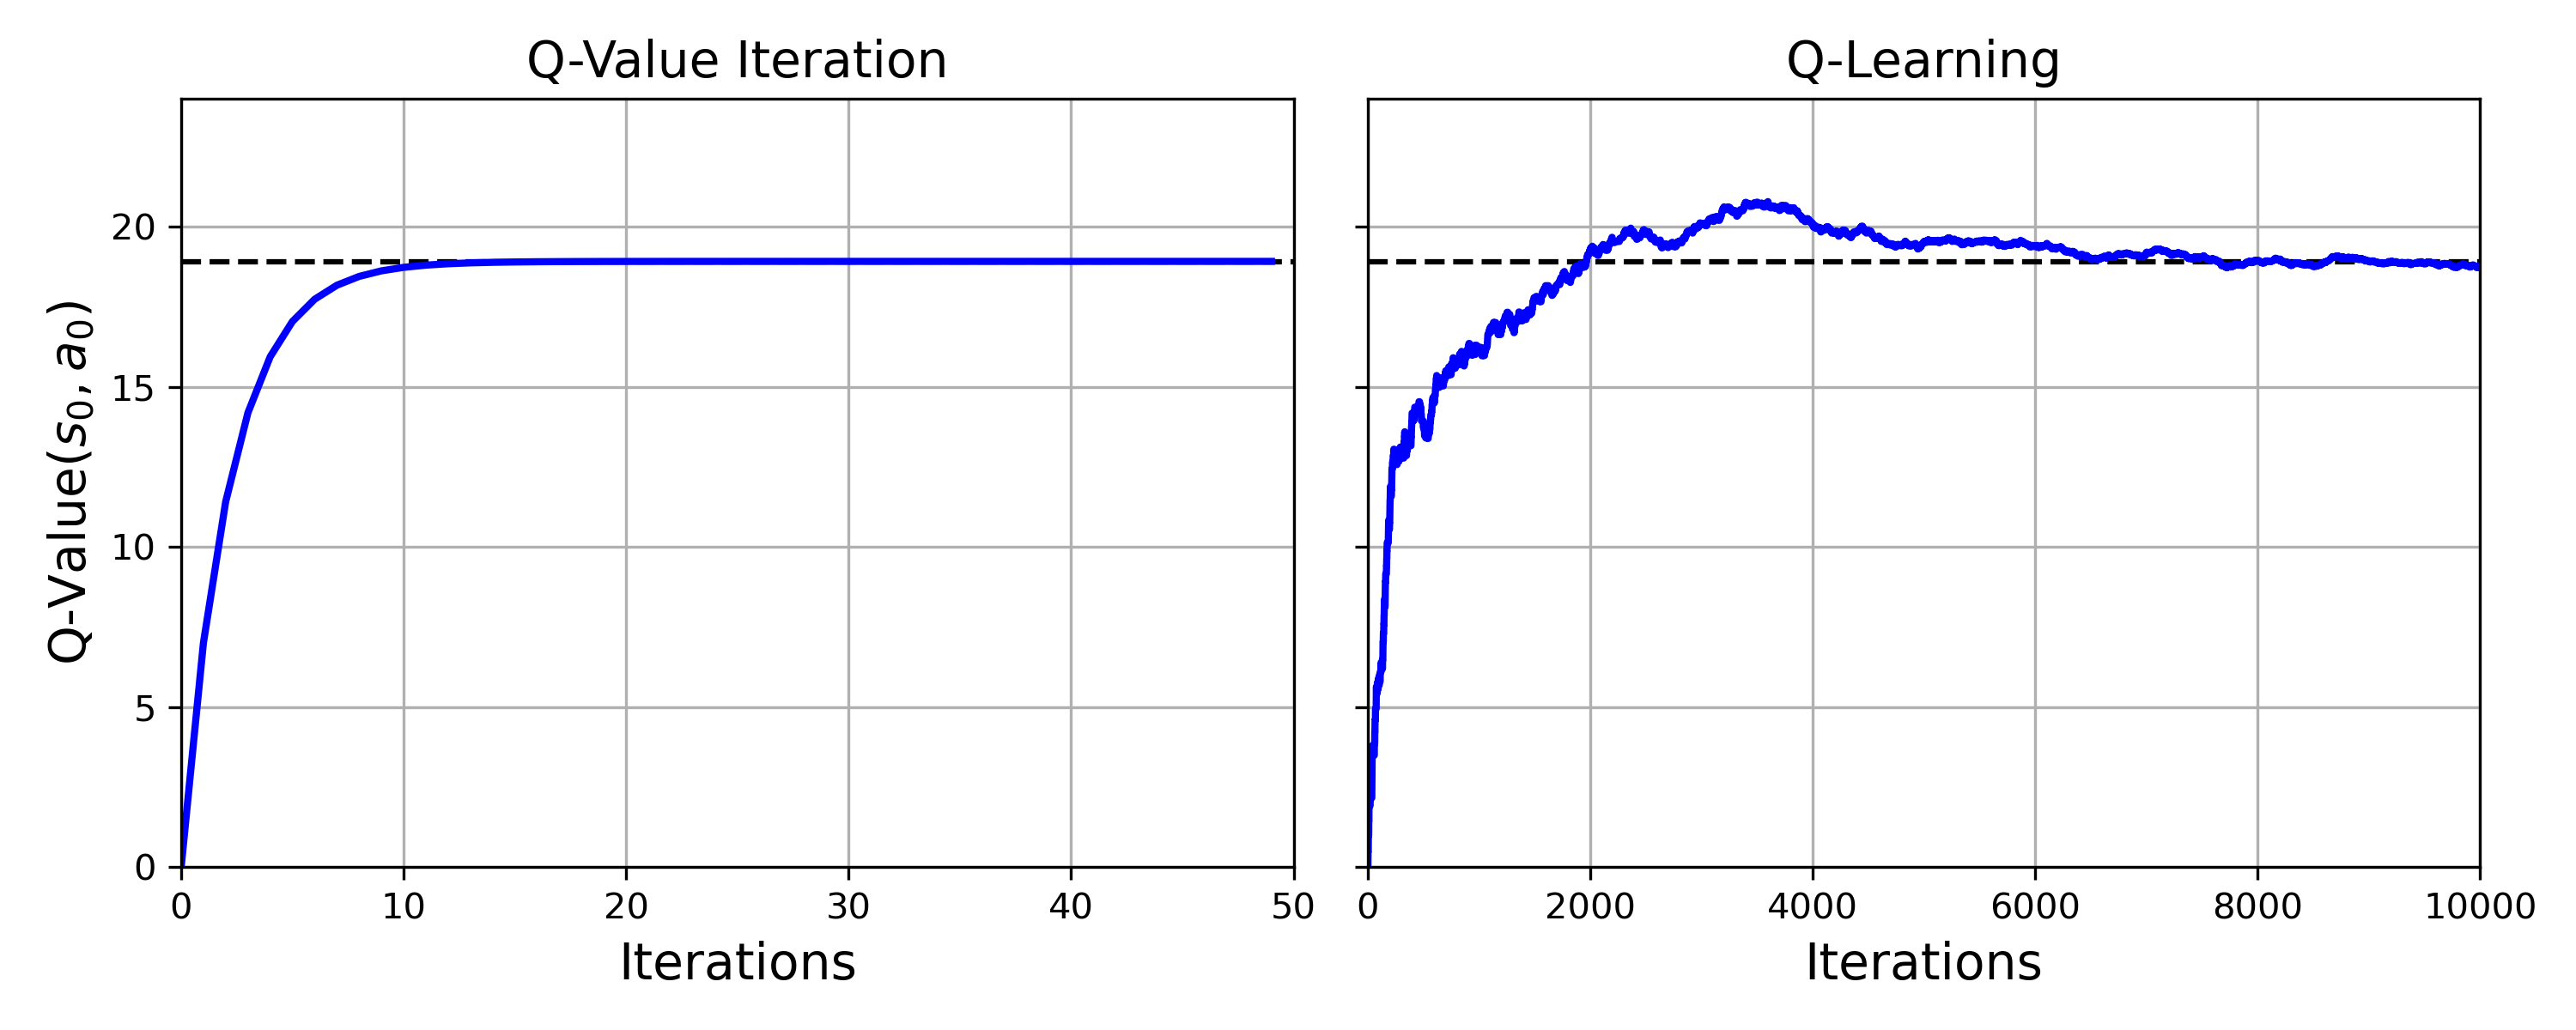 Q-Value Iteration
Q-Learning
Q-Value(s₀, a₀)
20
15
10
5
0
0 10 20 30 40 50
0 2000 4000 6000 8000 10000
Iterations
Iterations